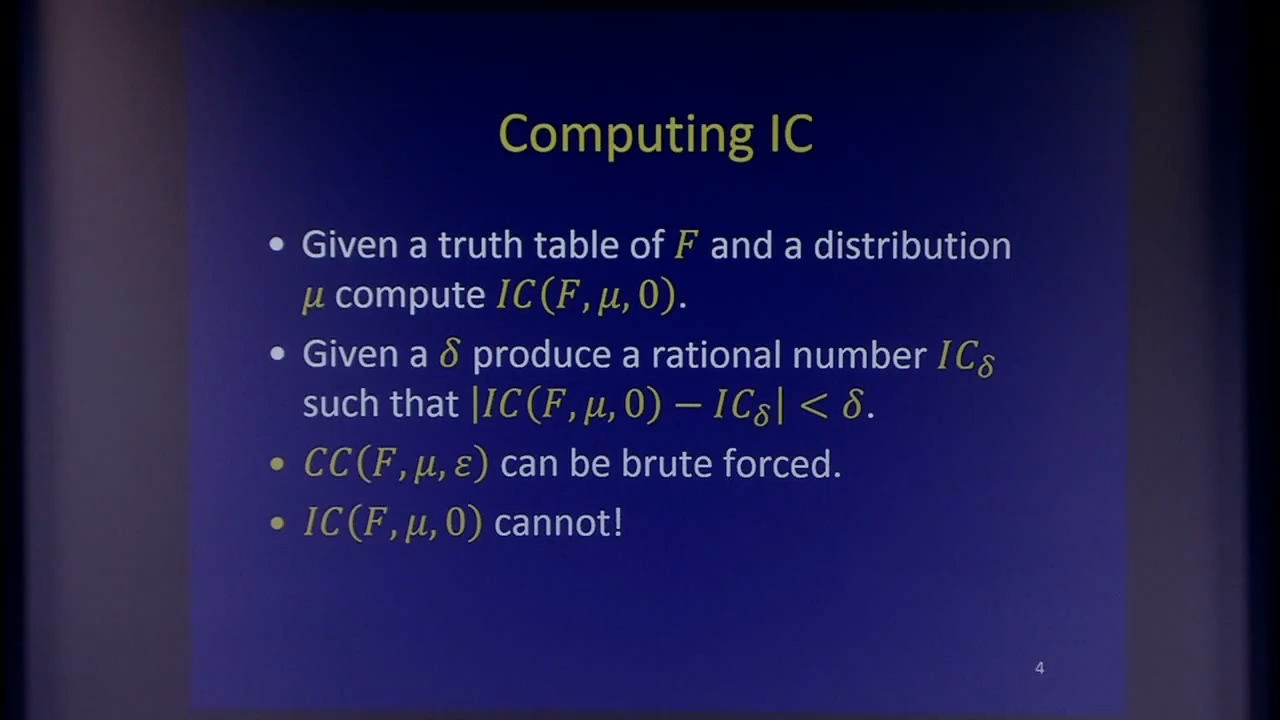 Computing IC
• Given a truth table of F and a distribution
μ compute IC(F, μ, 0).
• Given a δ produce a rational number IC_δ
such that |IC(F, μ, 0) − IC_δ| < δ.
• CC(F, μ, ε) can be brute forced.
• IC(F, μ, 0) cannot!
4